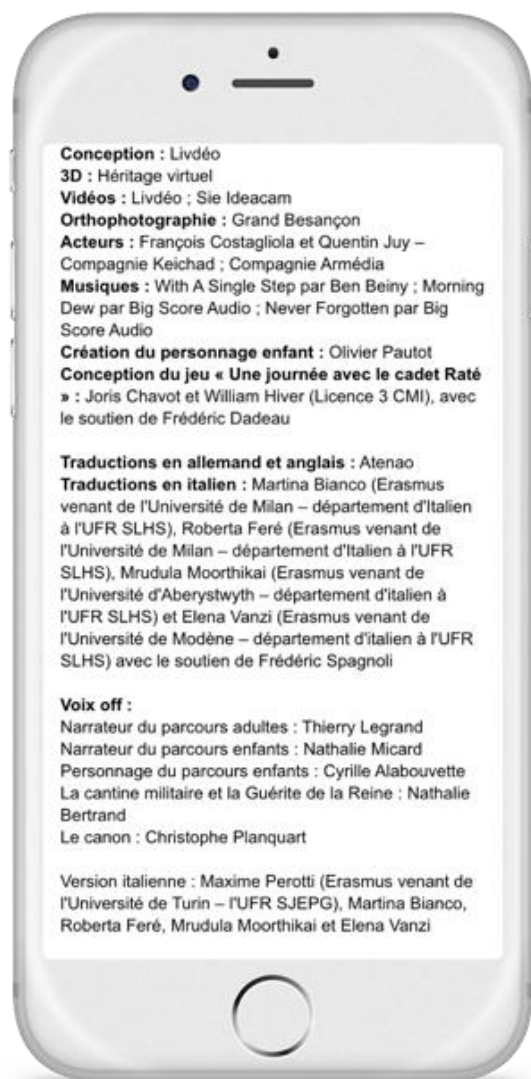 Conception : Livdéo
3D : Héritage virtuel
Vidéos : Livdéo ; Sie Ideacam
Orthophotographie : Grand Besançon
Acteurs : François Costagliola et Quentin Juy –
Compagnie Keichad ; Compagnie Armédia
Musiques : With A Single Step par Ben Beiny ; Morning
Dew par Big Score Audio ; Never Forgotten par Big
Score Audio
Création du personnage enfant : Olivier Pautot
Conception du jeu « Une journée avec le cadet Raté
» : Joris Chavot et William Hiver (Licence 3 CMI), avec
le soutien de Frédéric Dadeau
Traductions en allemand et anglais : Atenao
Traductions en italien : Martina Bianco (Erasmus
venant de l'Université de Milan – département d'Italien
à l'UFR SLHS), Roberta Feré (Erasmus venant de
l'Université de Milan – département d'Italien à l'UFR
SLHS), Mrudula Moorthikai (Erasmus venant de
l'Université d'Aberystwyth – département d'italien à
l'UFR SLHS) et Elena Vanzi (Erasmus venant de
l'Université de Modène – département d'italien à l'UFR
SLHS) avec le soutien de Frédéric Spagnoli
Voix off :
Narrateur du parcours adultes : Thierry Legrand
Narrateur du parcours enfants : Nathalie Micard
Personnage du parcours enfants : Cyrille Alabouvette
La cantine militaire et la Guérite de la Reine : Nathalie
Bertrand
Le canon : Christophe Planquart
Version italienne : Maxime Perotti (Erasmus venant de
l'Université de Turin – l'UFR SJEPG), Martina Bianco,
Roberta Feré, Mrudula Moorthikai et Elena Vanzi